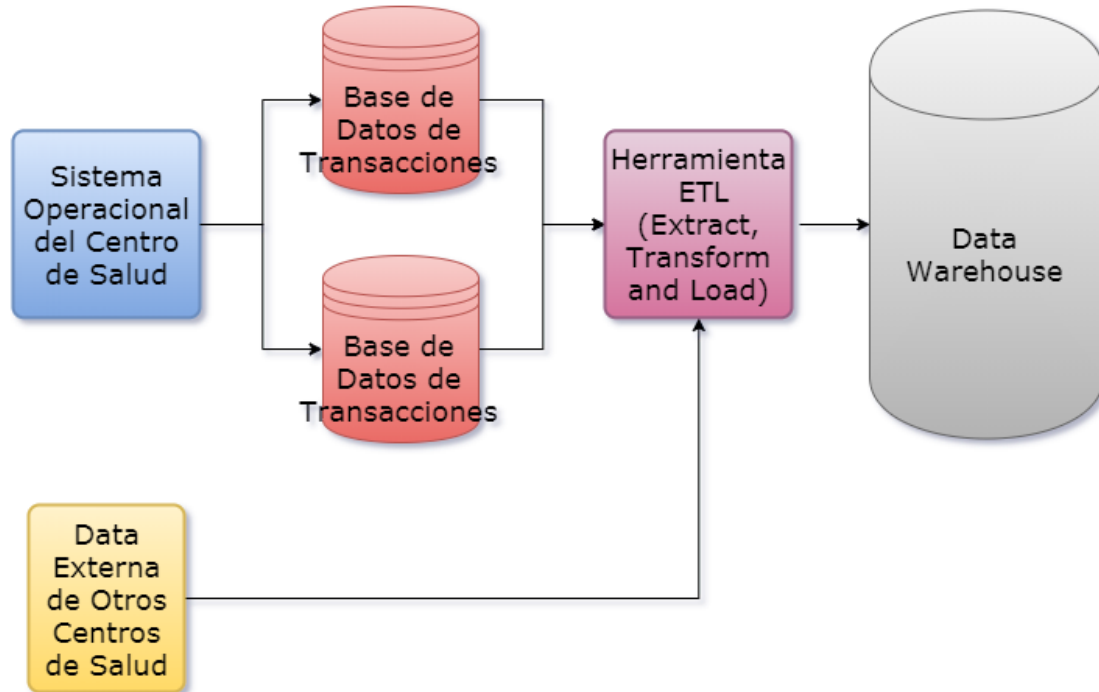 Sistema
Operacional
del Centro
de Salud
Base de
Datos de
Transacciones
Base de
Datos de
Transacciones
Herramienta
ETL
(Extract,
Transform
and Load)
Data
Warehouse
Data
Externa
de Otros
Centros
de Salud